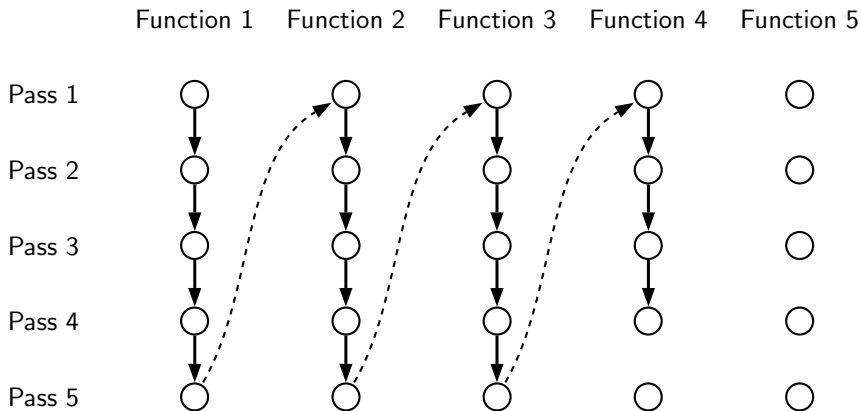 Function 1 Function 2 Function 3 Function 4 Function 5
Pass 1
Pass 2
Pass 3
Pass 4
Pass 5